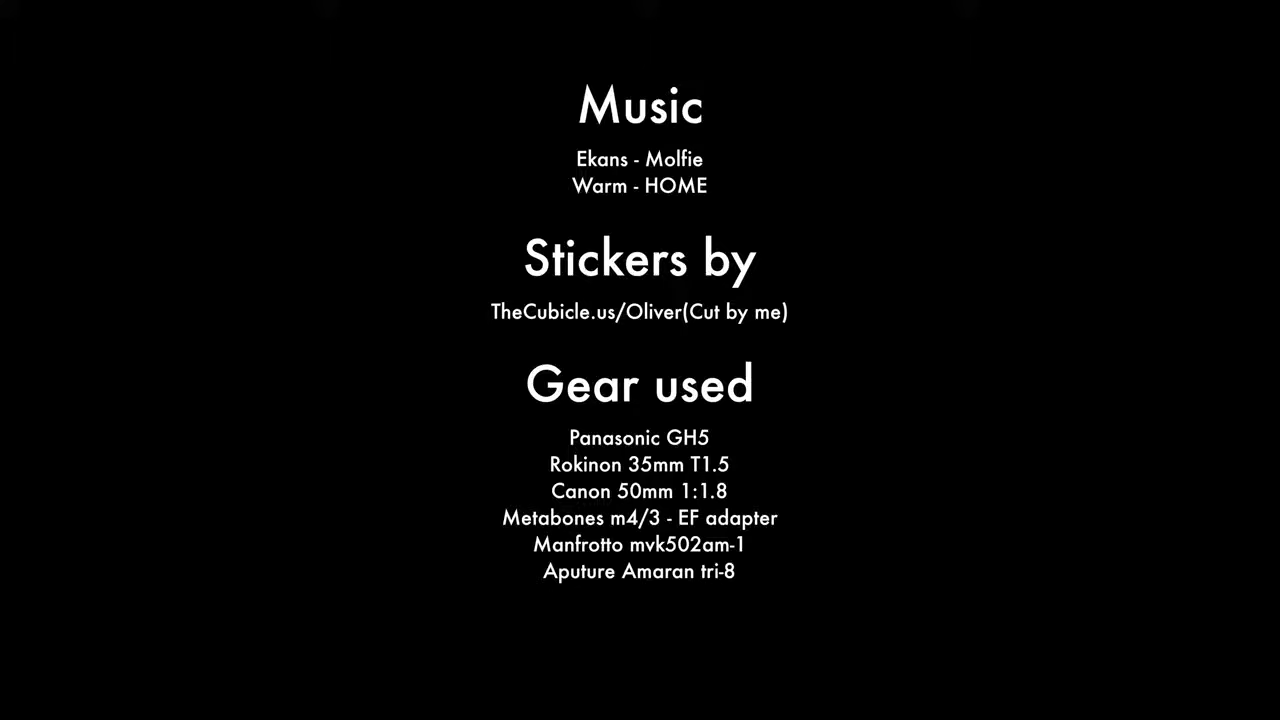 Music
Ekans - Molfie
Warm - HOME
Stickers by
TheCubicle.us/Oliver(Cut by me)
Gear used
Panasonic GH5
Rokinon 35mm T1.5
Canon 50mm 1:1.8
Metabones m4/3 - EF adapter
Manfrotto mvk502am-1
Aputure Amaran tri-8